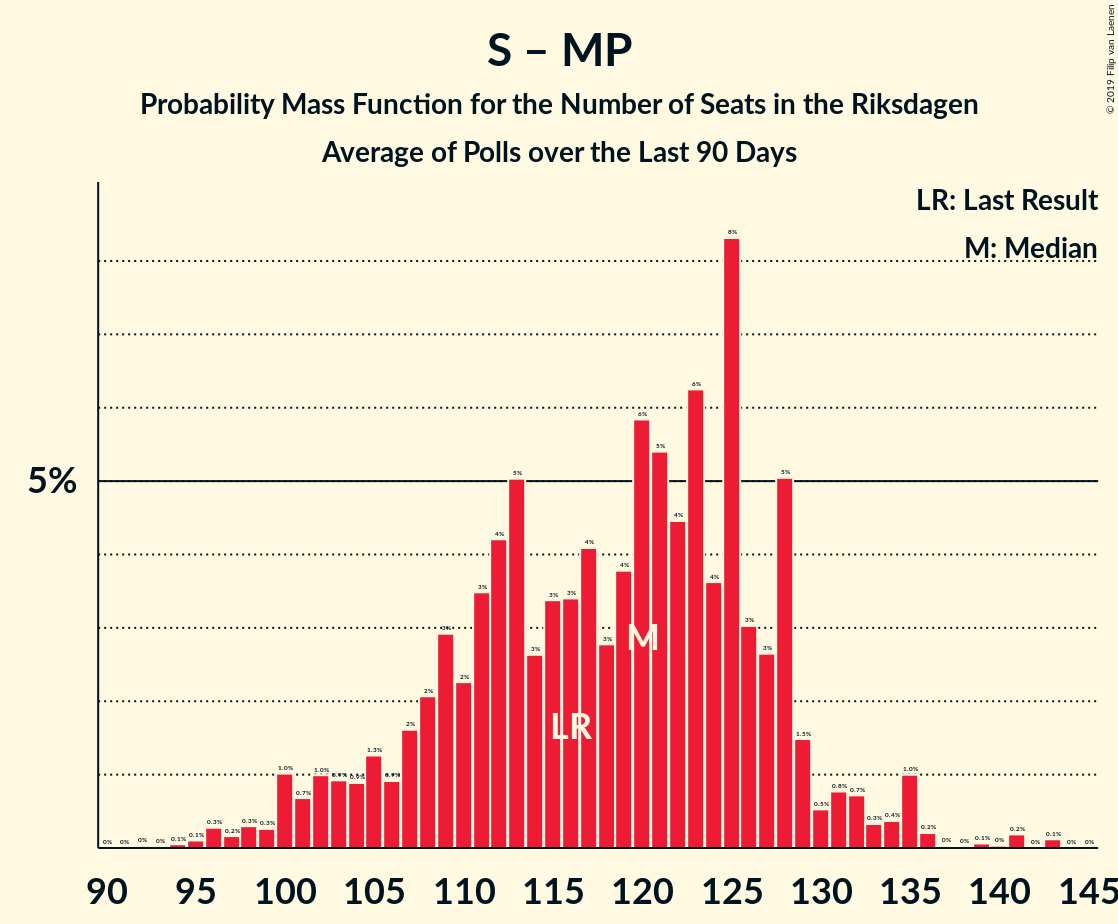 S – MP
Probability Mass Function for the Number of Seats in the Riksdagen
Average of Polls over the Last 90 Days
© 2019 Filip van Laenen
LR: Last Result
M: Median
5%
0% 0% 0% 0% 0.1% 0.1% 0.3% 0.2% 0.3% 0.3% 1.0% 0.7% 1.0% 0.9% 0.9% 1.3% 0.9% 2% 2% 3% 2% 3% 4% 5% 3% 3% 3% 4% 3% 4% 6% 5% 4% 6% 4% 8% 3% 3% 5% 1.5% 0.5% 0.8% 0.7% 0.3% 0.4% 1.0% 0.2% 0% 0% 0.1% 0% 0.2% 0% 0.1% 0% 0%
M
LR
90 95 100 105 110 115 120 125 130 135 140 145